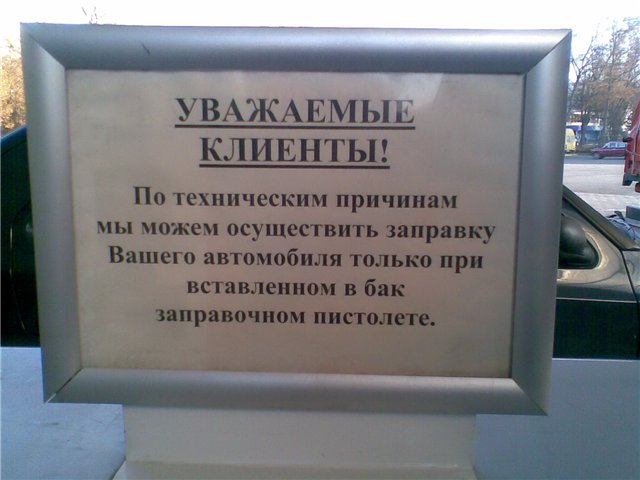 УВАЖАЕМЫЕ
КЛИЕНТЫ!
По техническим причинам
мы можем осуществить заправку
Вашего автомобиля только при
вставленном в бак
заправочном пистолете.